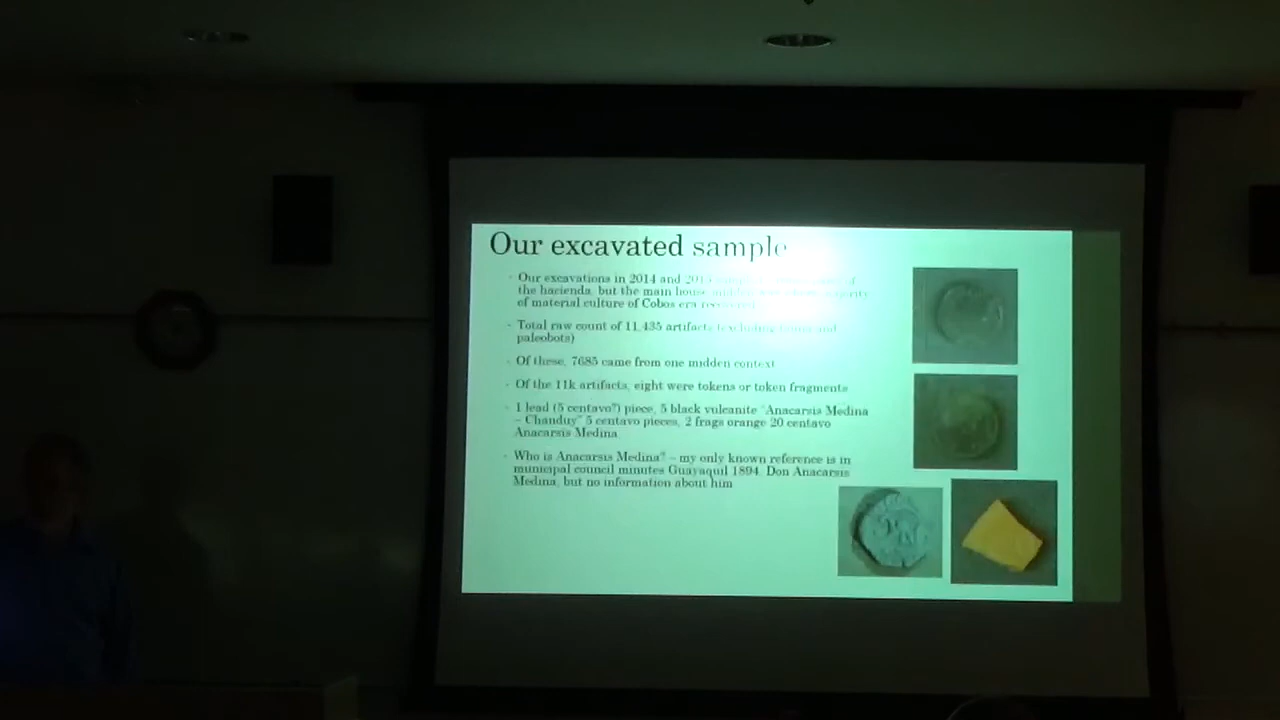 Our excavated sample
- Our excavations in 2014 and
the hacienda, but the main house
of material culture of Cobos era
- Total raw count of 11,435 artifacts (excluding and
paleobots)
- Of these, 7685 came from one midden context
- Of the 11k artifacts, eight were tokens or token fragments
- 1 lead (5 centavo?) piece, 5 black vulcanite "Anacarsis Medina
– Chanduy" 5 centavo pieces, 2 frags orange 20 centavo
Anacarsis Medina
- Who is Anacarsis Medina? – my only known reference is in
municipal council minutes Guayaquil 1894. Don Anacarsis
Medina, but no information about him